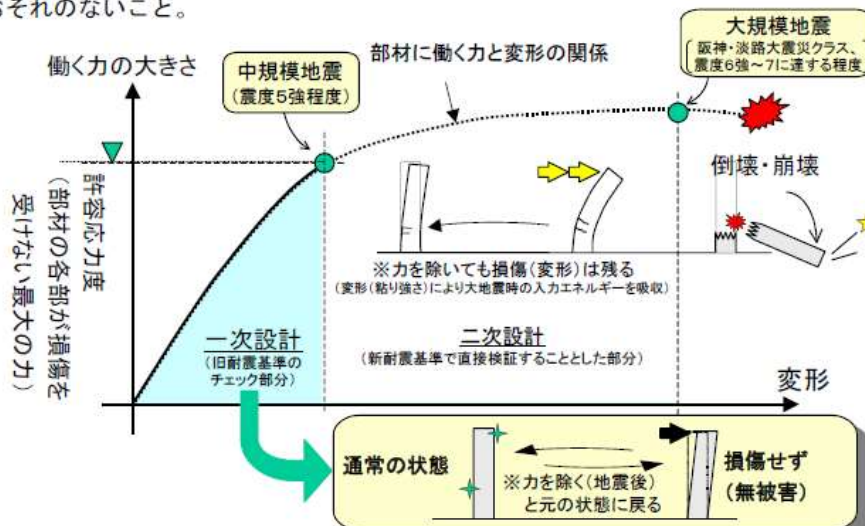 おそれのないこと。
大規模地震
阪神・淡路大震災クラス、
震度6強～7に達する程度
部材に働く力と変形の関係
働く力の大きさ
中規模地震
(震度5強程度)
倒壊・崩壊
許容応力度
(部材の各部が損傷を
受けない最大の力)
※力を除いても損傷(変形)は残る
(変形(粘り強さ)により大地震時の入力エネルギーを吸収)
一次設計
(旧耐震基準の
チェック部分)
二次設計
(新耐震基準で直接検証することとした部分)
変形
通常の状態
※力を除く(地震後)
と元の状態に戻る
損傷せず
(無被害)